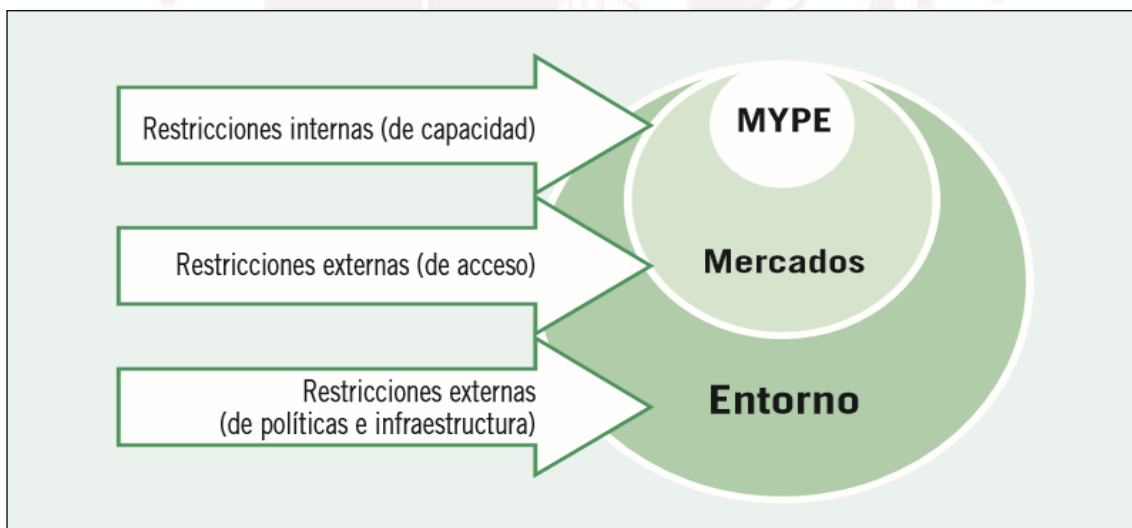 Restricciones internas (de capacidad)
MYPE
Restricciones externas (de acceso)
Mercados
Restricciones externas
(de políticas e infraestructura)
Entorno